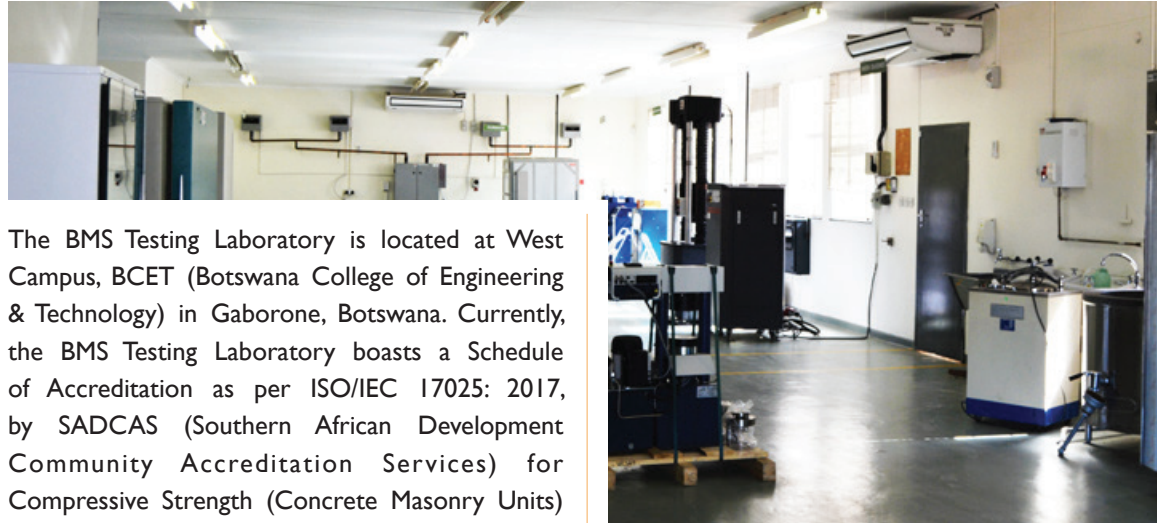 The BMS Testing Laboratory is located at West
Campus, BCET (Botswana College of Engineering
& Technology) in Gaborone, Botswana. Currently,
the BMS Testing Laboratory boasts a Schedule
of Accreditation as per ISO/IEC 17025: 2017,
by SADCAS (Southern African Development
Community Accreditation Services) for
Compressive Strength (Concrete Masonry Units)